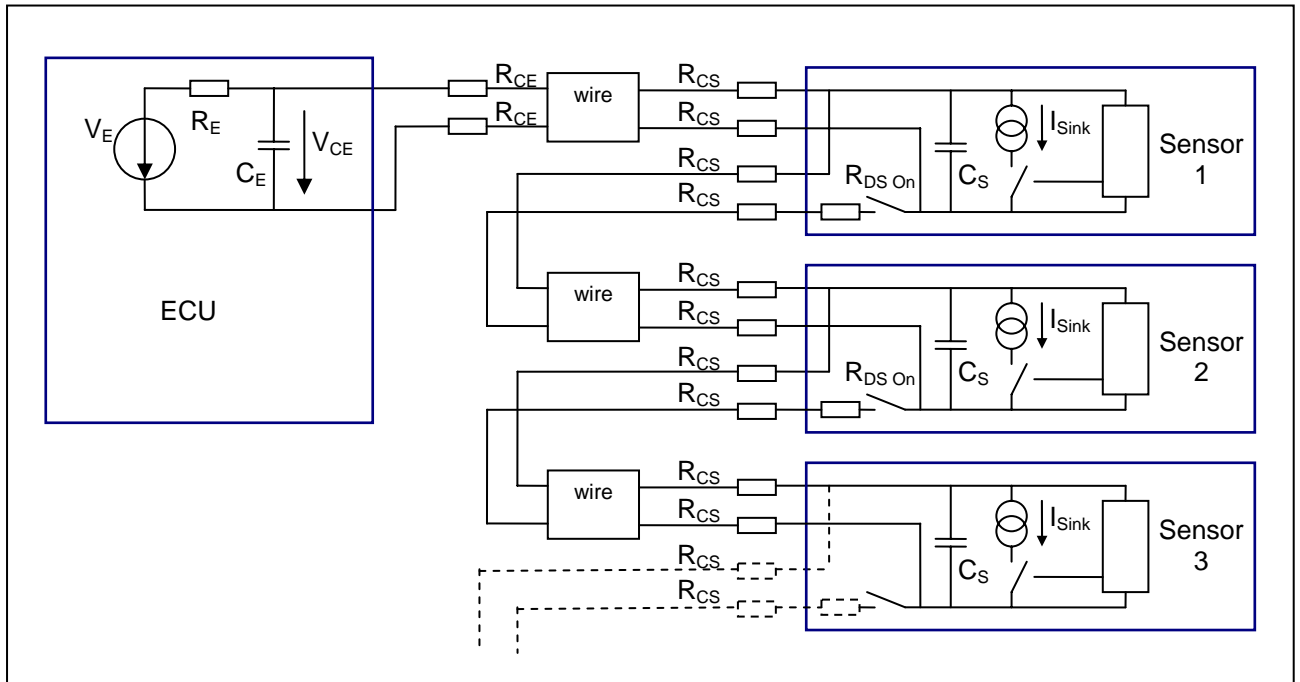 V_E
R_E
C_E
V_CE
ECU
R_CE
R_CE
wire
R_CS
R_CS
R_CS
R_CS
R_DS On
C_S
I_Sink
Sensor
1
wire
R_CS
R_CS
R_CS
R_CS
R_DS On
C_S
I_Sink
Sensor
2
wire
R_CS
R_CS
R_CS
R_CS
C_S
I_Sink
Sensor
3